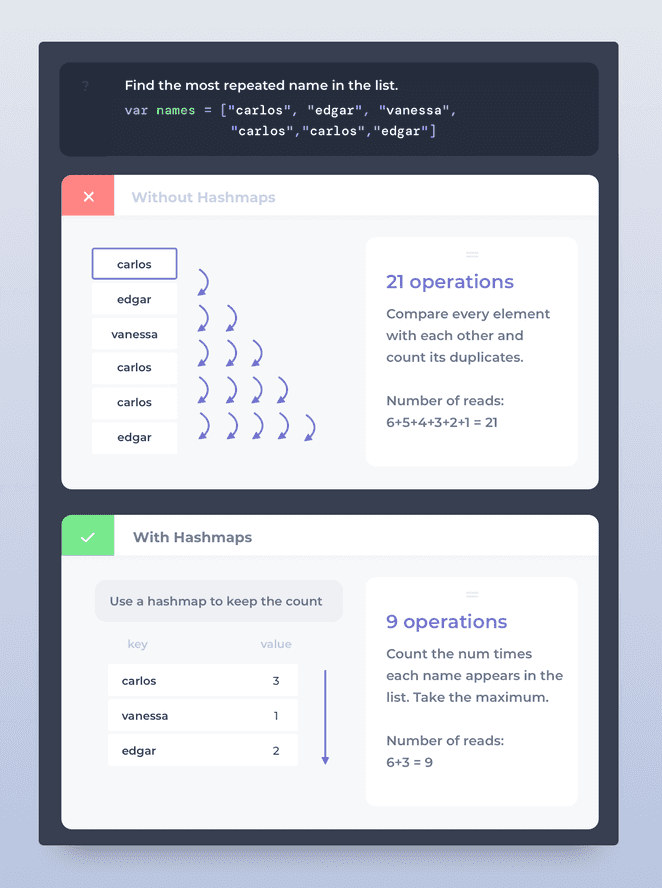 ?
Find the most repeated name in the list.
var names = ["carlos", "edgar", "vanessa",
"carlos","carlos","edgar"]
Without Hashmaps
carlos
edgar
vanessa
carlos
carlos
edgar
21 operations
Compare every element
with each other and
count its duplicates.
Number of reads:
6+5+4+3+2+1 = 21
With Hashmaps
Use a hashmap to keep the count
key value
carlos 3
vanessa 1
edgar 2
9 operations
Count the num times
each name appears in the
list. Take the maximum.
Number of reads:
6+3 = 9